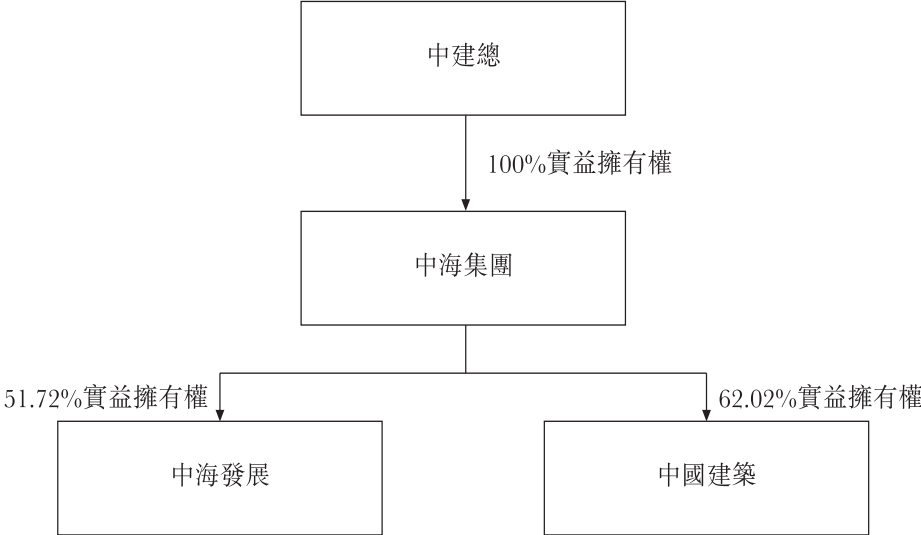 中建總
100%實益擁有權
中海集團
51.72%實益擁有權
62.02%實益擁有權
中海發展
中國建築